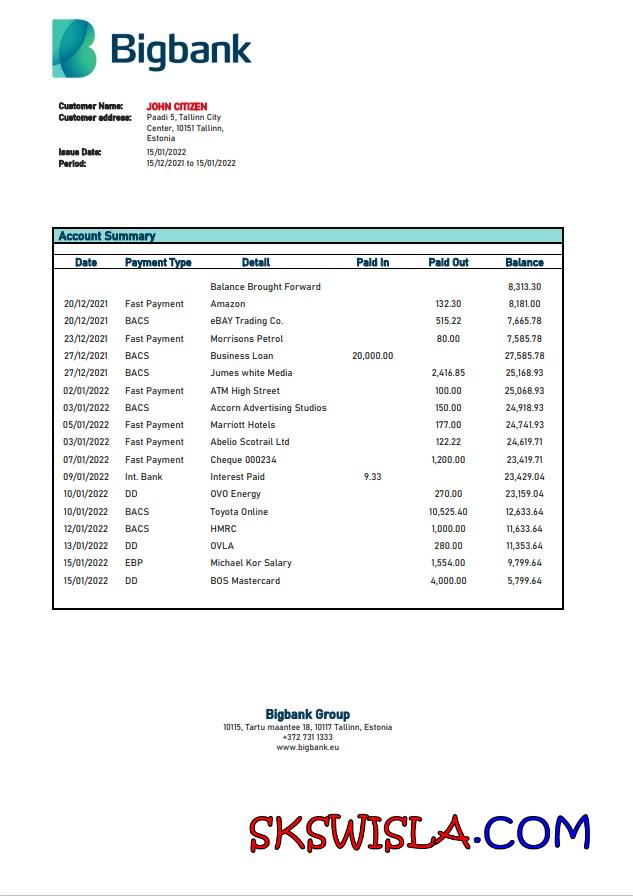 Bigbank
Customer Name: JOHN CITIZEN
Customer address: Paadi 5, Tallinn City
Center, 10151 Tallinn,
Estonia
Issue Date: 15/01/2022
Period: 15/12/2021 to 15/01/2022
Account Summary
Date Payment Type Detail Paid In Paid Out Balance
Balance Brought Forward 8,313.30
20/12/2021 Fast Payment Amazon 132.30 8,181.00
20/12/2021 BACS eBAY Trading Co. 515.22 7,665.78
23/12/2021 Fast Payment Morrisons Petrol 80.00 7,585.78
27/12/2021 BACS Business Loan 20,000.00 27,585.78
27/12/2021 BACS Jumes white Media 2,416.85 25,168.93
02/01/2022 Fast Payment ATM High Street 100.00 25,068.93
03/01/2022 BACS Accorn Advertising Studios 150.00 24,918.93
05/01/2022 Fast Payment Marriott Hotels 177.00 24,741.93
03/01/2022 Fast Payment Abelio Scotrail Ltd 122.22 24,619.71
07/01/2022 Fast Payment Cheque 000234 1,200.00 23,419.71
09/01/2022 Int. Bank Interest Paid 9.33 23,429.04
10/01/2022 DD OVO Energy 270.00 23,159.04
10/01/2022 BACS Toyota Online 10,525.40 12,633.64
12/01/2022 BACS HMRC 1,000.00 11,633.64
13/01/2022 DD OVLA 280.00 11,353.64
15/01/2022 EBP Michael Kor Salary 1,554.00 9,799.64
15/01/2022 DD BOS Mastercard 4,000.00 5,799.64
Bigbank Group
10115, Tartu maantee 18, 10117 Tallinn, Estonia
+372 731 1333
www.bigbank.eu
SKSWISLA.COM